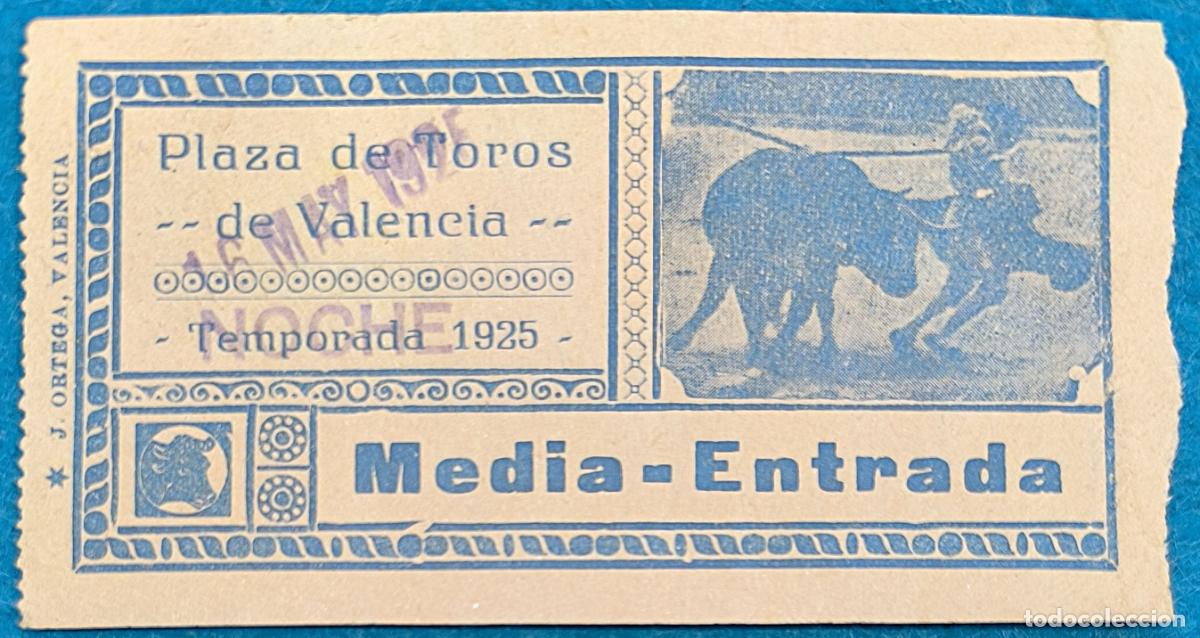 Plaza de Toros
-- de Valencia --
16 MAY 1925
- Temporada 1925 -
NOCHE
Media-Entrada
★ J. ORTEGA, VALENCIA
todocoleccion